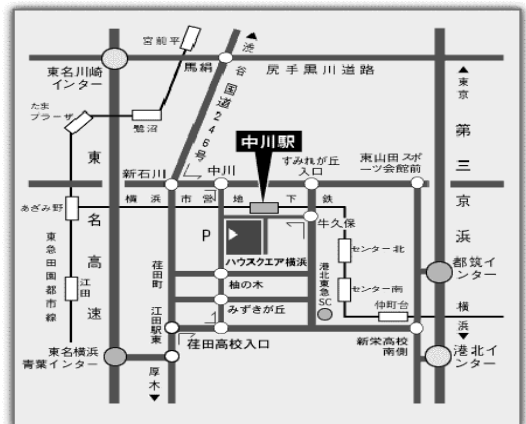 宮前平
渋谷
馬絹
尻手黒川道路
東名川崎
インター
たま
プラーザ
鷺沼
国道246号
東京
第三京浜
東名高速
中川駅
新石川
中川
すみれが丘
入口
東山田スポ
ーツ会館前
横浜市営地下鉄
あざみ野
牛久保
P
ハウスクエア横浜
センター北
センター南
都筑イ
ンター
東急田園都市線
江田
荏田町
柚の木
みずきが丘
港北東急
SC
仲町台
横浜
江田駅東
荏田高校入口
新栄高校
南側
港北イ
ンター
東名横浜
青葉インター
厚木